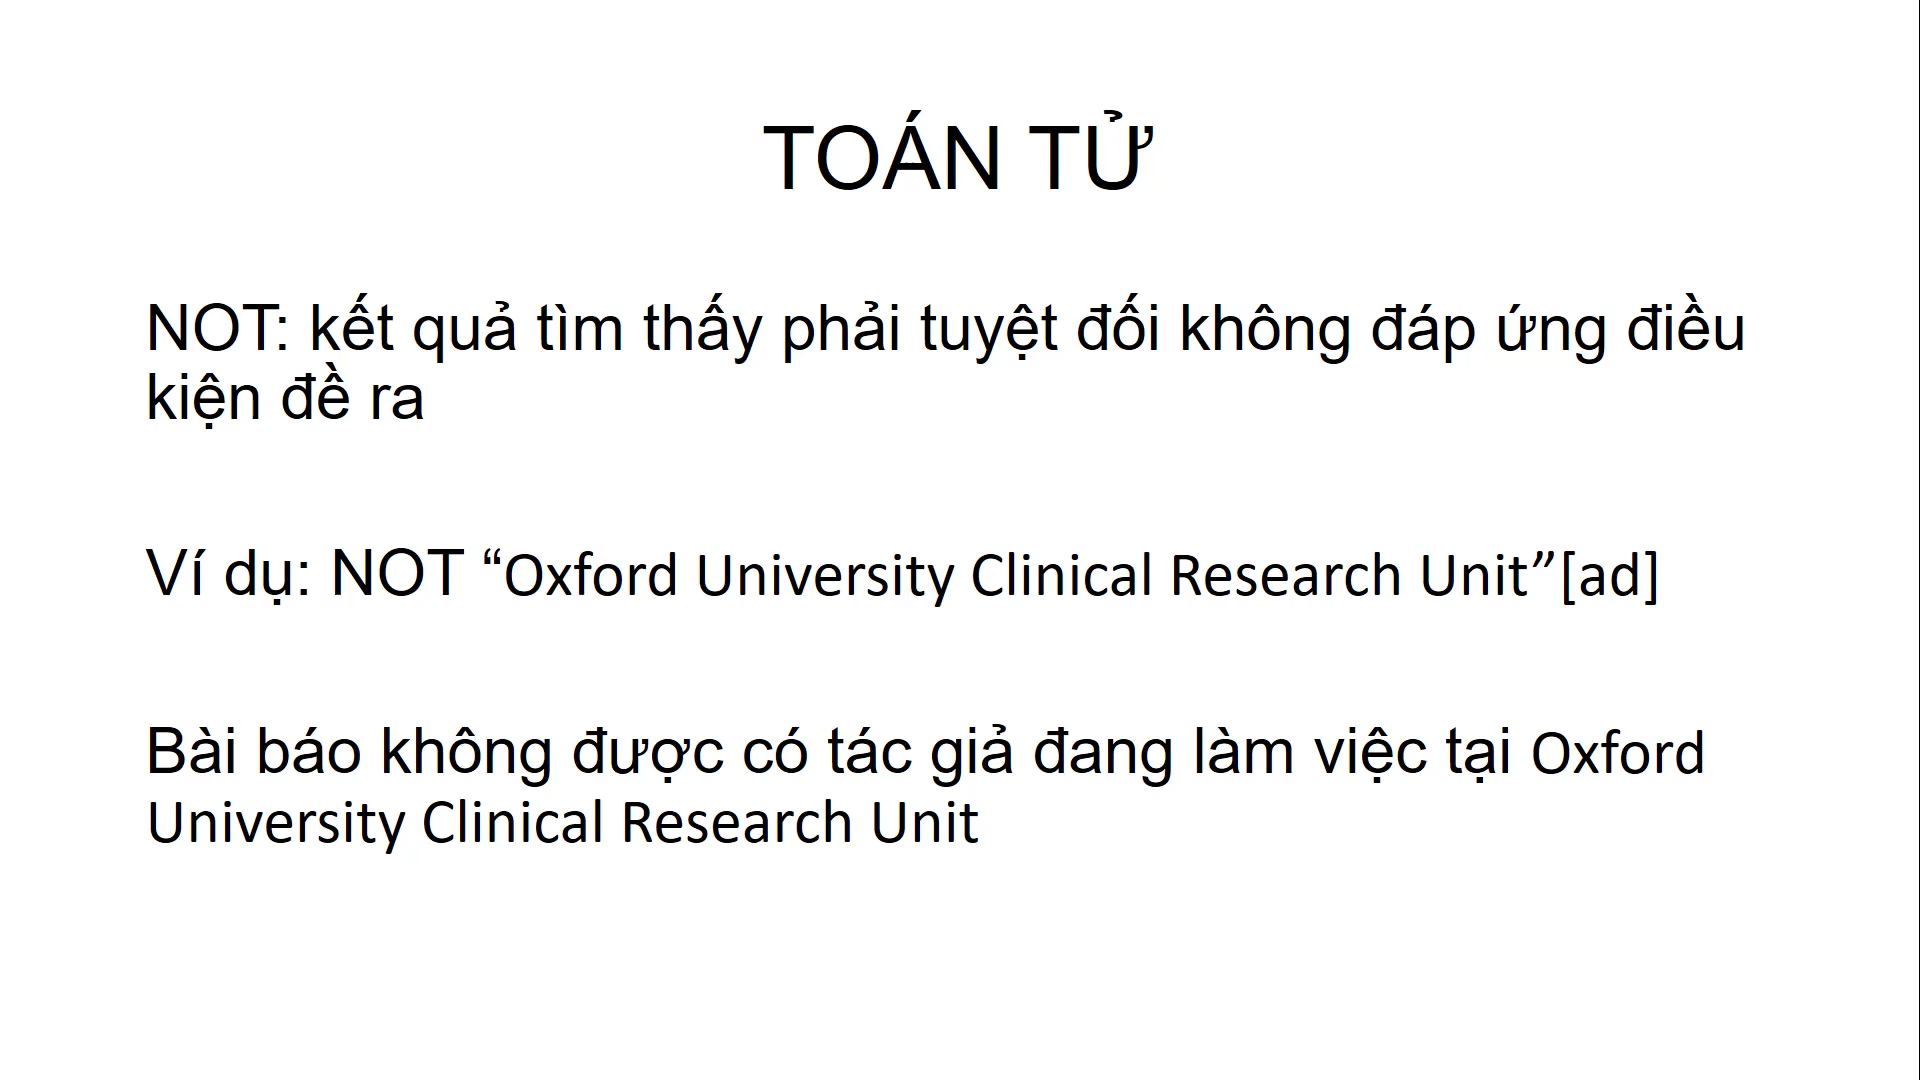 TOÁN TỬ
NOT: kết quả tìm thấy phải tuyệt đối không đáp ứng điều
kiện đề ra
Ví dụ: NOT “Oxford University Clinical Research Unit”[ad]
Bài báo không được có tác giả đang làm việc tại Oxford
University Clinical Research Unit